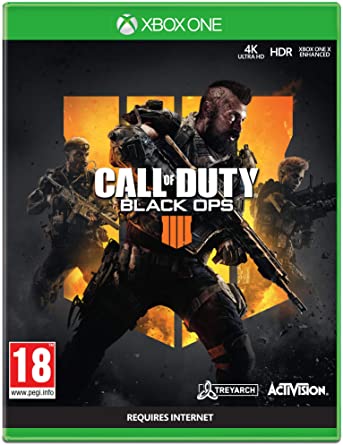 XBOX ONE
4K
ULTRA HD
HDR
XBOX ONE X
ENHANCED
CALL OF DUTY
BLACK OPS
IIII
18
www.pegi.info
TREYARCH
ACTIVISION
REQUIRES INTERNET